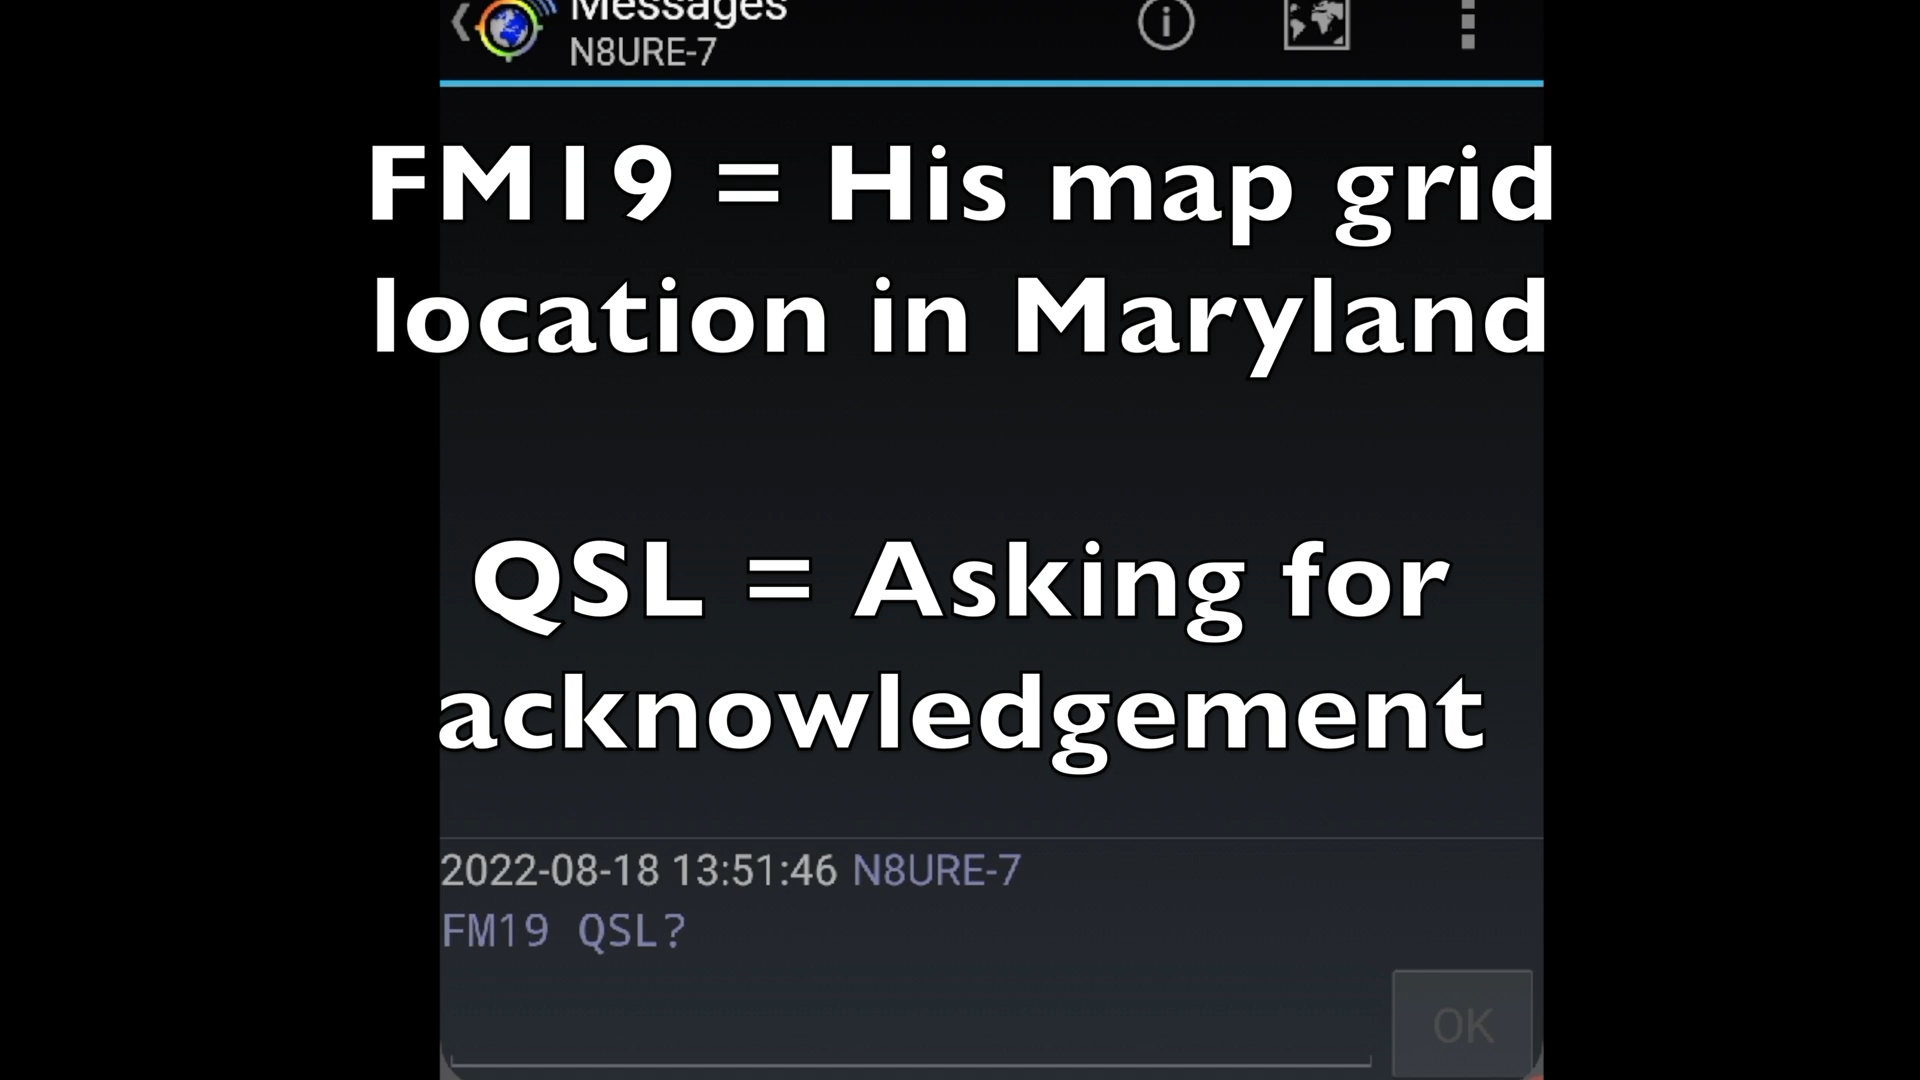 Messages
N8URE-7
FM19 = His map grid
location in Maryland
QSL = Asking for
acknowledgement
2022-08-18 13:51:46 N8URE-7
FM19 QSL?
OK